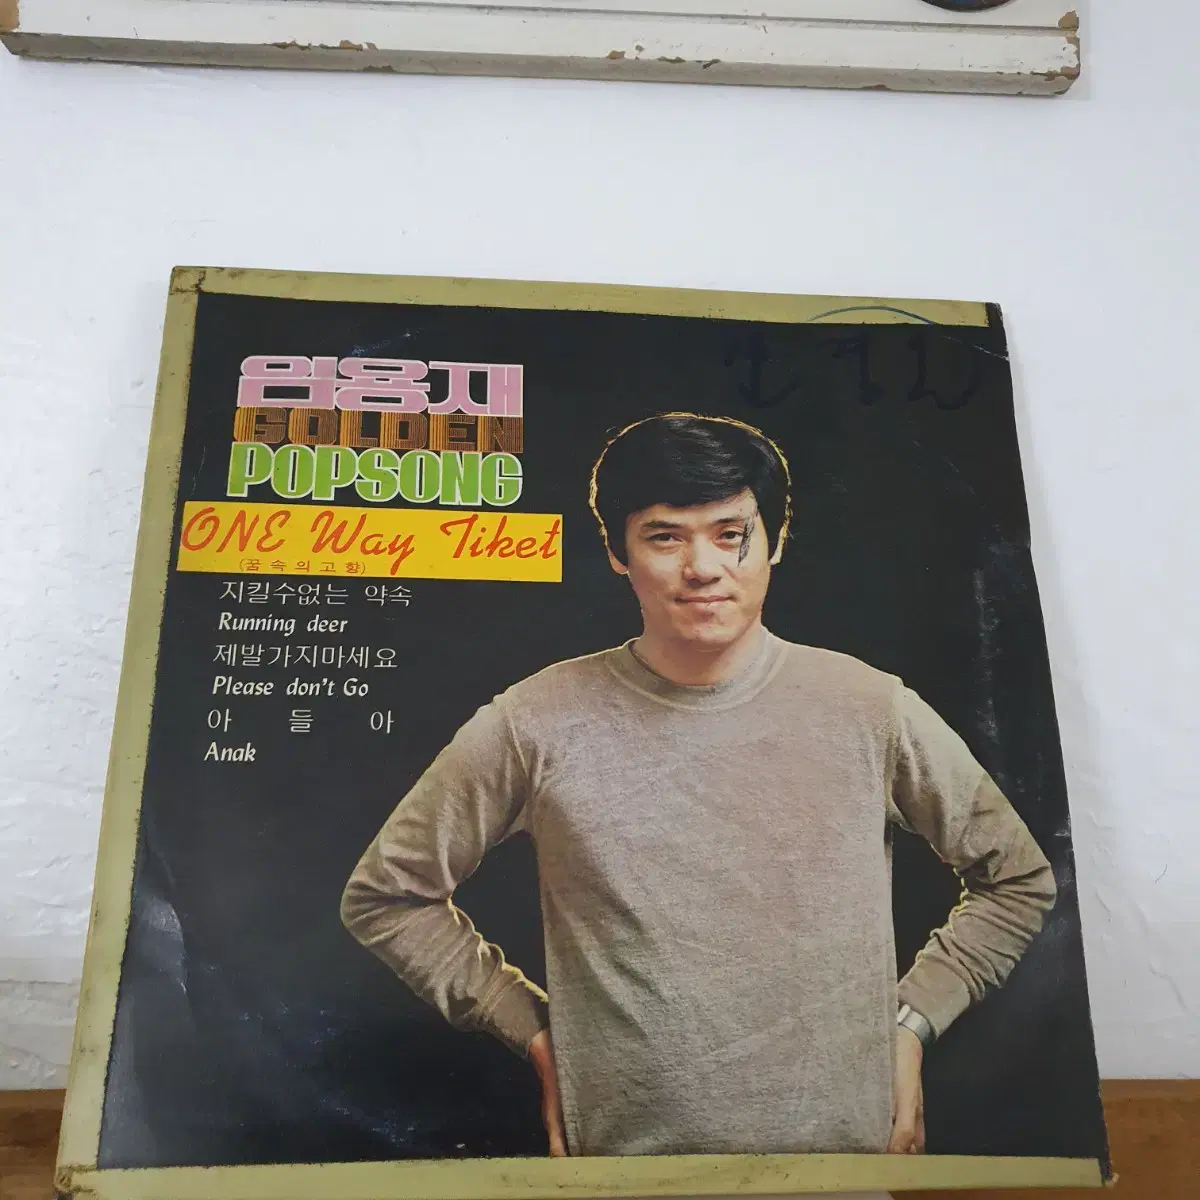 임용재
GOLDEN
POPSONG
ONE Way Tiket
(꿈속의고향)
지킬수없는 약속
Running deer
제발가지마세요
Please don't Go
아 들 아
Anak